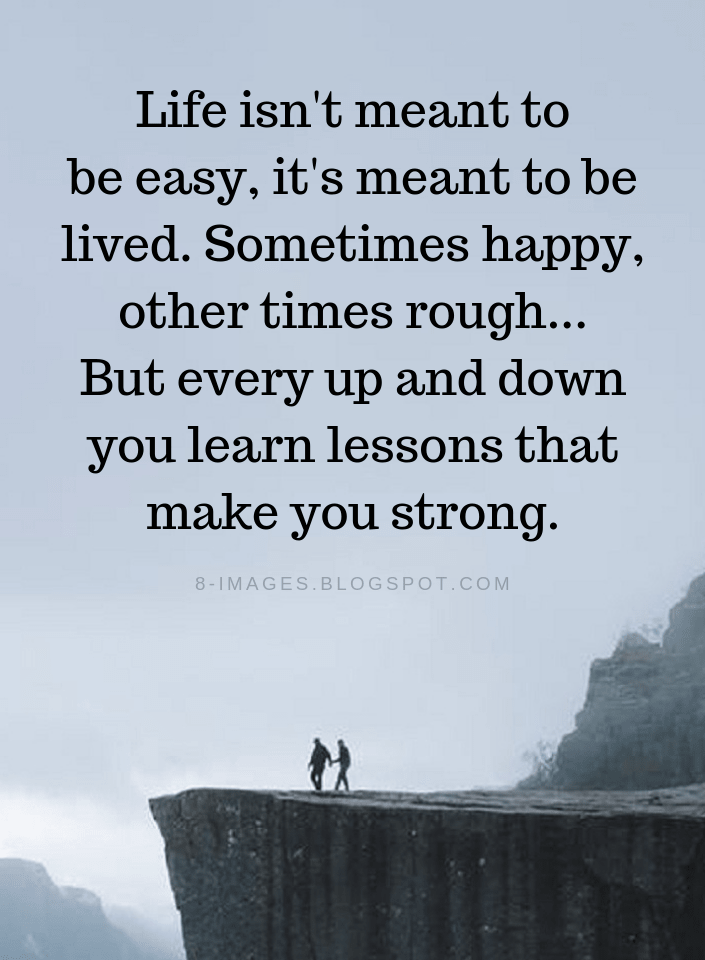 Life isn't meant to
be easy, it's meant to be
lived. Sometimes happy,
other times rough...
But every up and down
you learn lessons that
make you strong.
8-IMAGES.BLOGSPOT.COM